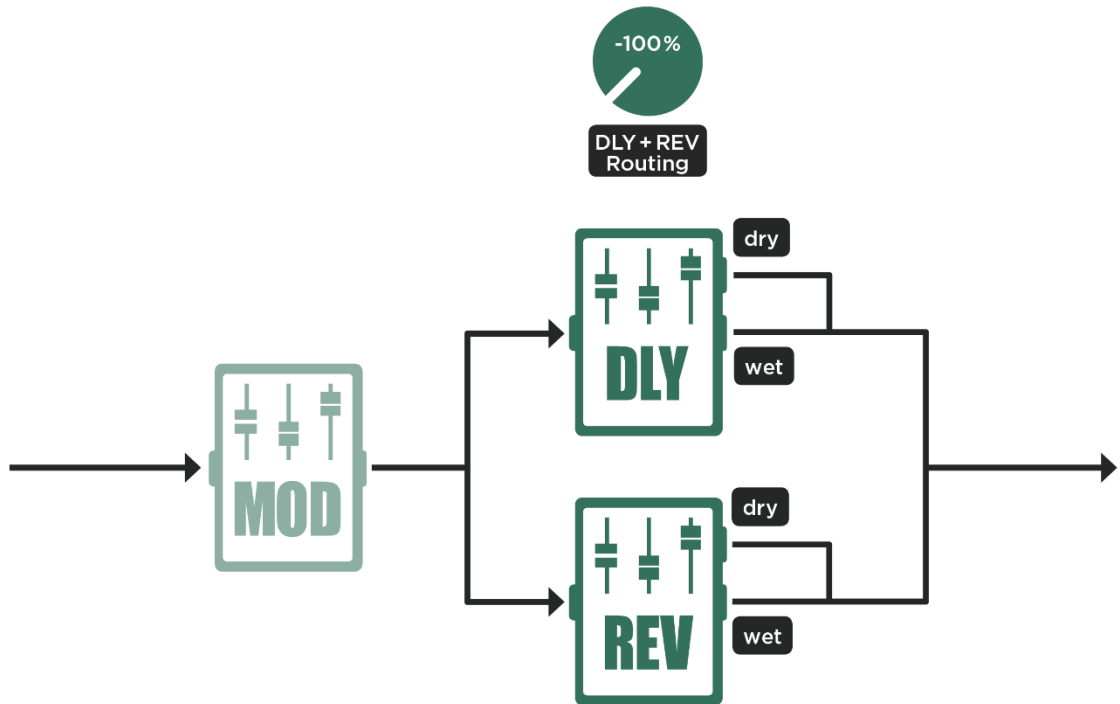 -100%
DLY + REV
Routing
dry
DLY
wet
MOD
dry
REV
wet